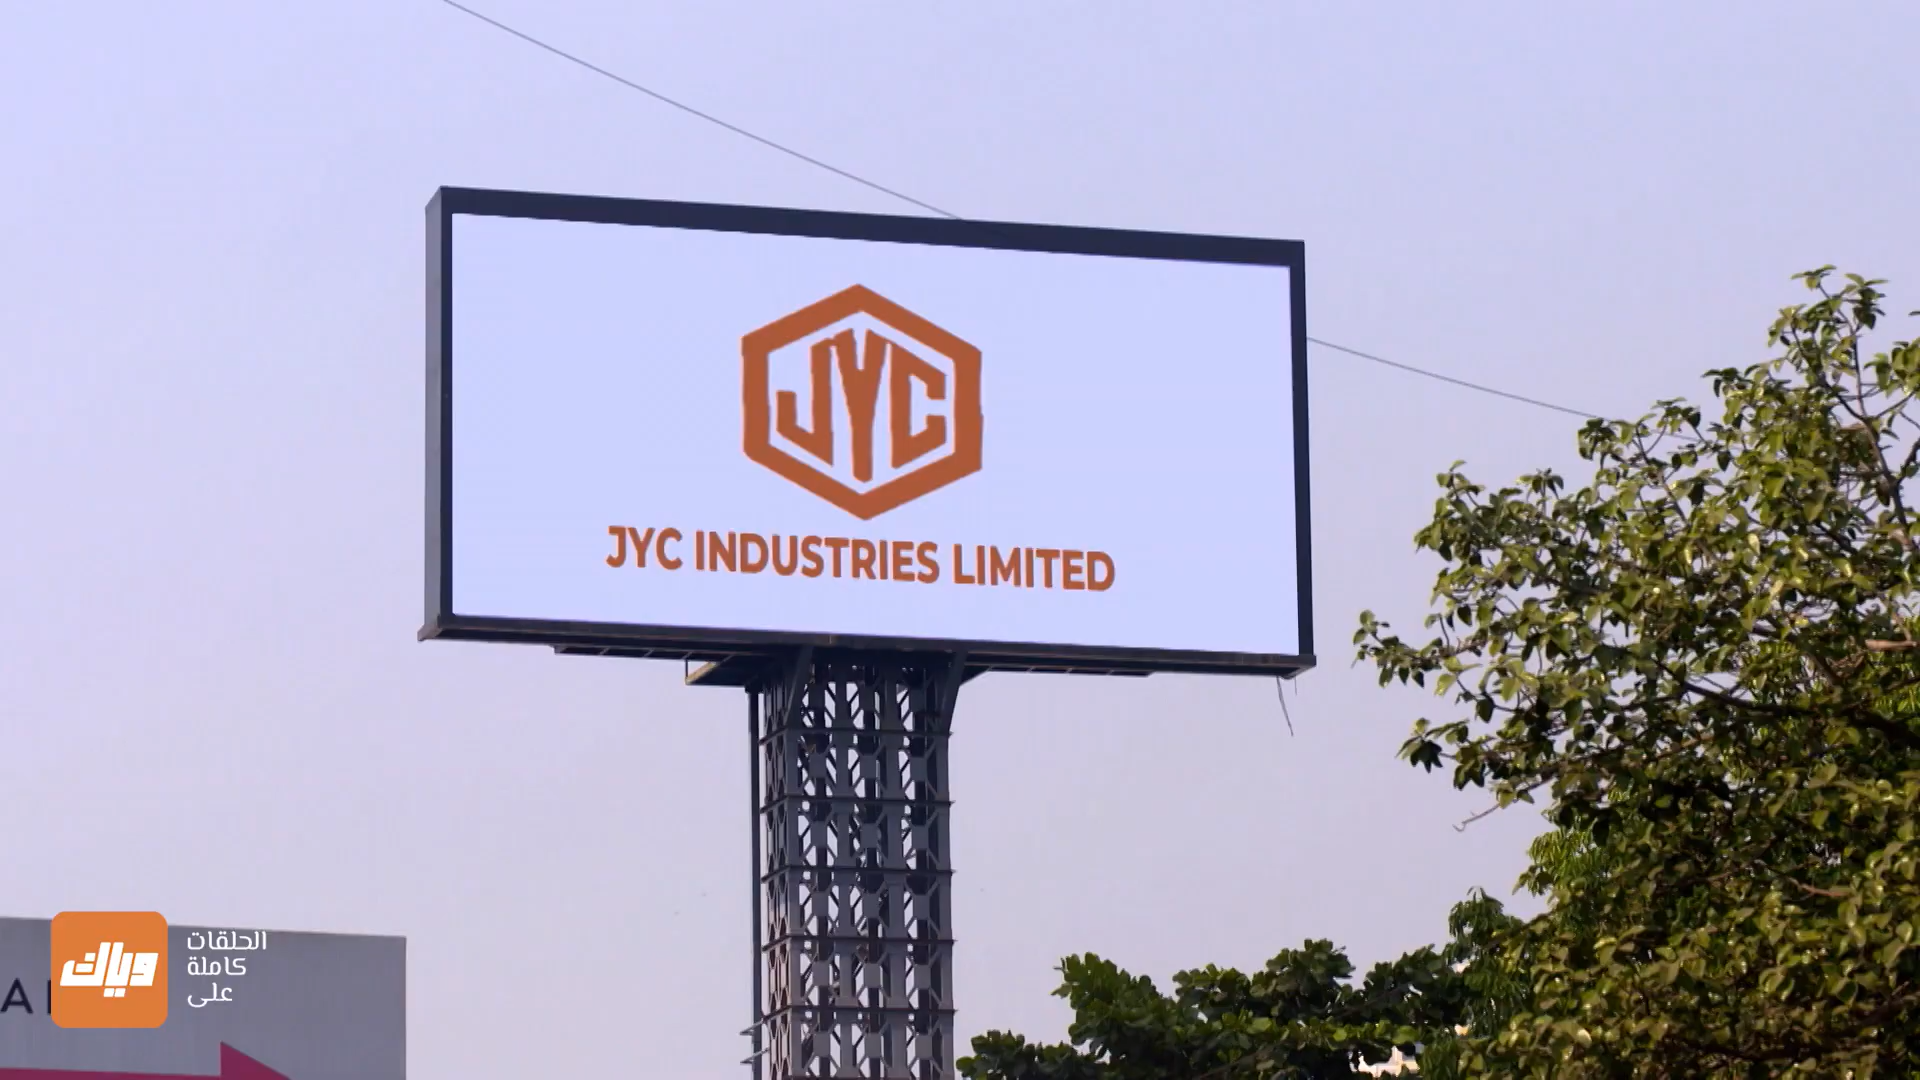 JYC
JYC INDUSTRIES LIMITED
وياك
الحلقات
كاملة
على